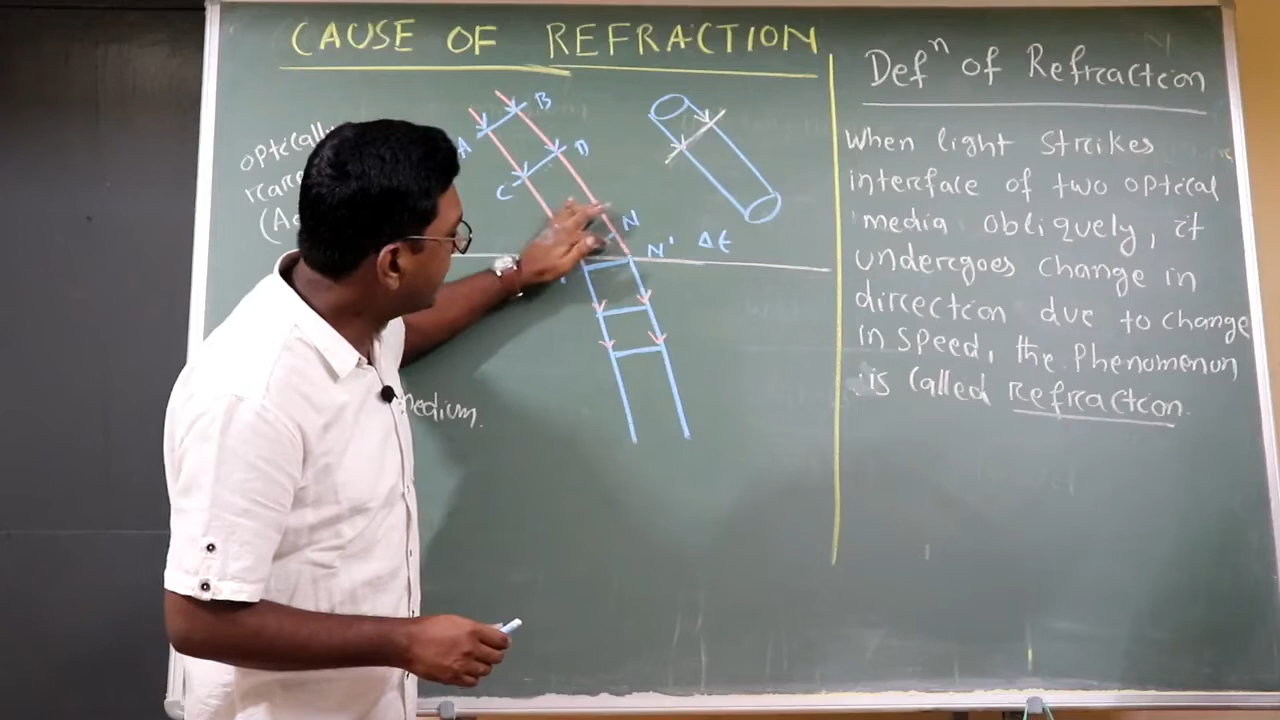 CAUSE OF REFRACTION
B
A
D
C
N
N' Δt
medium.
Defⁿ of Refraction
When light strikes
interface of two optical
media obliquely, it
undergoes change in
direction due to change
in speed, the Phenomenon
is called Refraction.